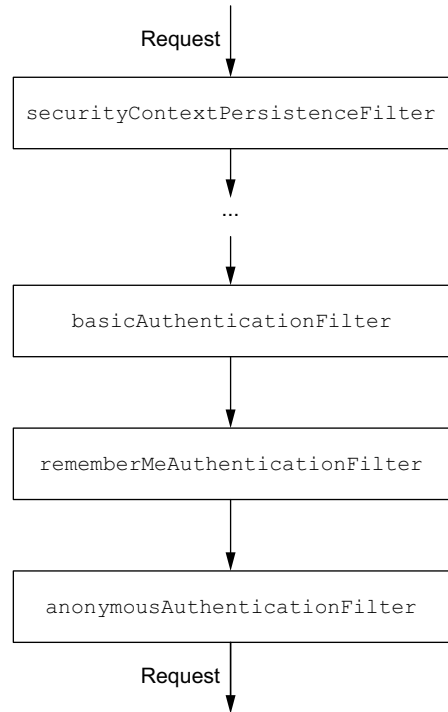 Request
securityContextPersistenceFilter
...
basicAuthenticationFilter
rememberMeAuthenticationFilter
anonymousAuthenticationFilter
Request